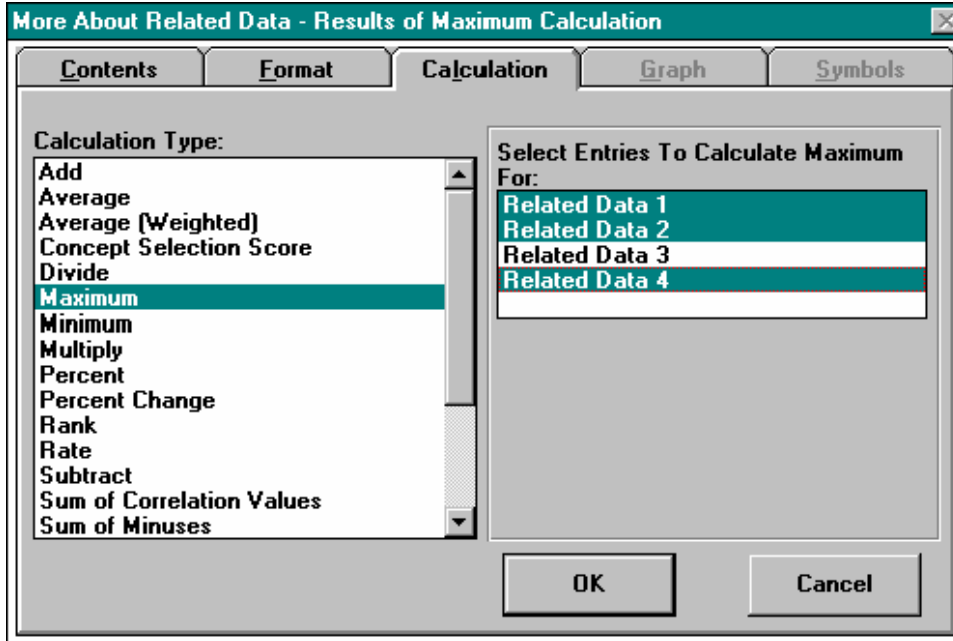 More About Related Data - Results of Maximum Calculation
Contents Format Calculation Graph Symbols
Calculation Type:
Add
Average
Average (Weighted)
Concept Selection Score
Divide
Maximum
Minimum
Multiply
Percent
Percent Change
Rank
Rate
Subtract
Sum of Correlation Values
Sum of Minuses
Select Entries To Calculate Maximum
For:
Related Data 1
Related Data 2
Related Data 3
Related Data 4
OK Cancel